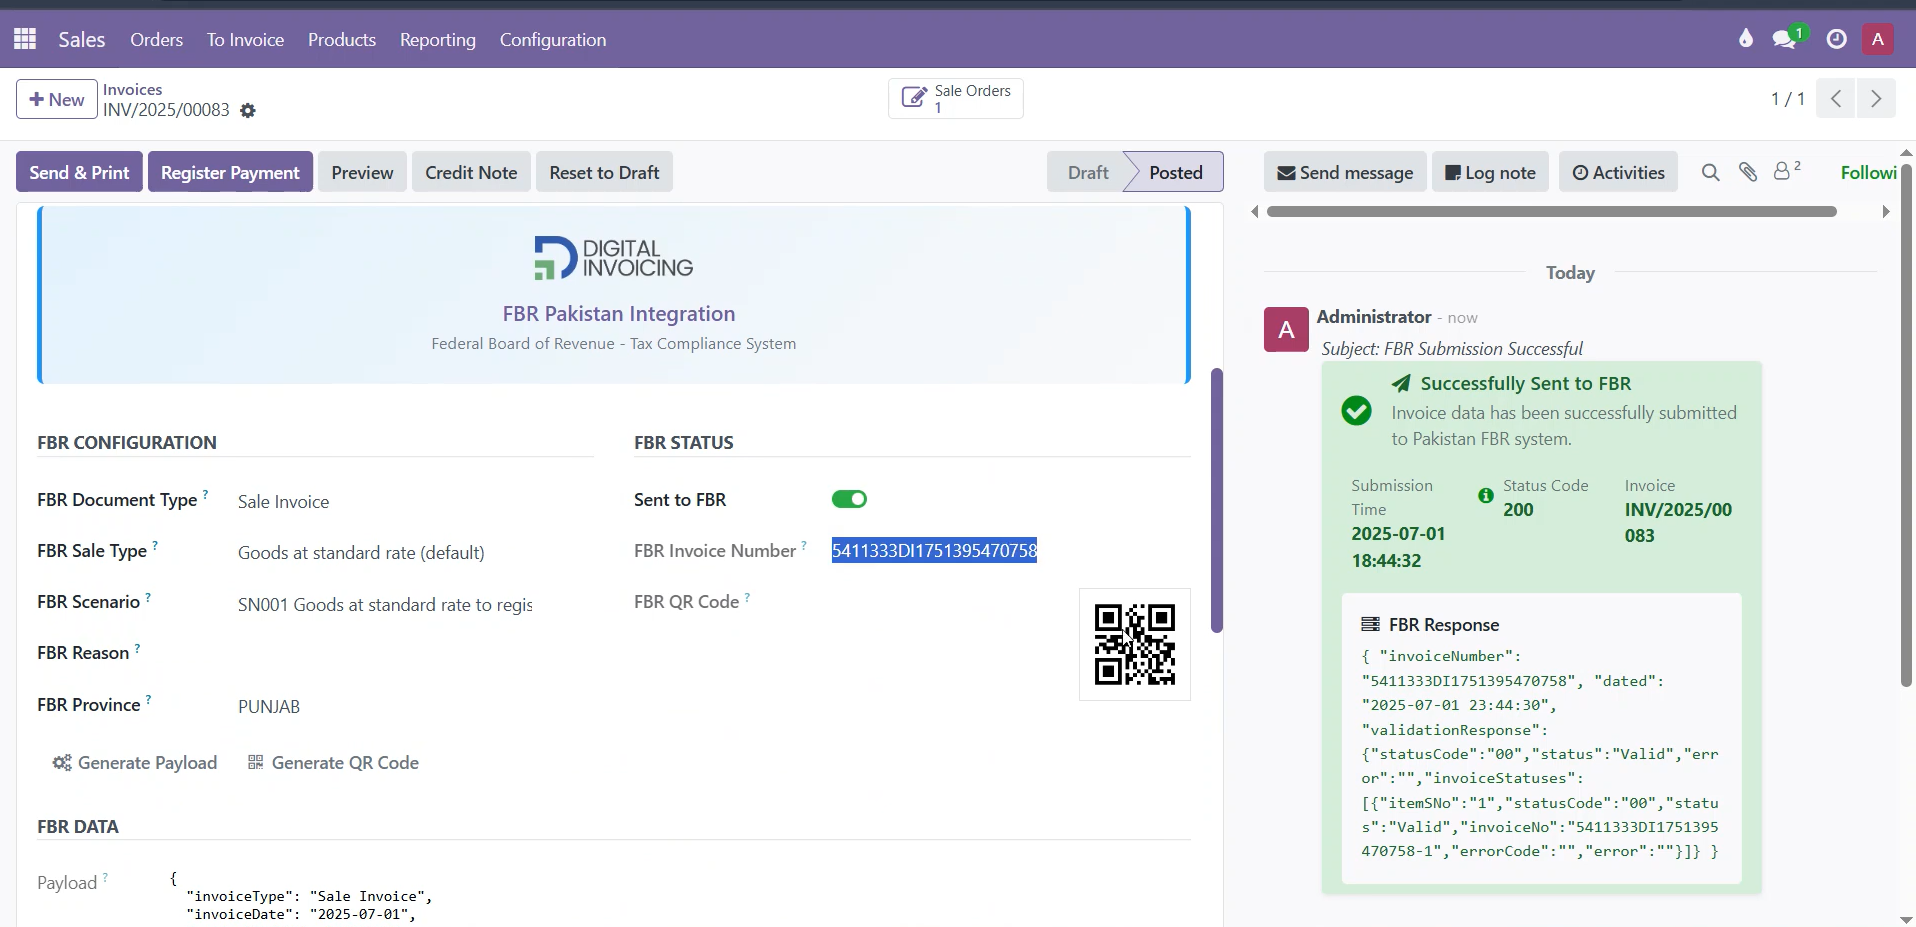 Sales Orders To Invoice Products Reporting Configuration
1
A
New
Invoices
INV/2025/00083
Sale Orders
1
1 / 1
Send & Print Register Payment Preview Credit Note Reset to Draft
Draft Posted
Send message Log note Activities 2 Followi
DIGITAL
INVOICING
FBR Pakistan Integration
Federal Board of Revenue - Tax Compliance System
FBR CONFIGURATION
FBR Document Type ? Sale Invoice
FBR Sale Type ? Goods at standard rate (default)
FBR Scenario ? SN001 Goods at standard rate to regis
FBR Reason ?
FBR Province ? PUNJAB
Generate Payload Generate QR Code
FBR STATUS
Sent to FBR
FBR Invoice Number ? 5411333DI1751395470758
FBR QR Code ?
FBR DATA
Payload ? {
"invoiceType": "Sale Invoice",
"invoiceDate": "2025-07-01",
Today
A
Administrator - now
Subject: FBR Submission Successful
Successfully Sent to FBR
Invoice data has been successfully submitted
to Pakistan FBR system.
Submission
Time
2025-07-01
18:44:32
Status Code
200
Invoice
INV/2025/00
083
FBR Response
{ "invoiceNumber":
"5411333DI1751395470758", "dated":
"2025-07-01 23:44:30",
"validationResponse":
{"statusCode":"00","status":"Valid","err
or":"","invoiceStatuses":
[{"itemSNo":"1","statusCode":"00","statu
s":"Valid","invoiceNo":"5411333DI1751395
470758-1","errorCode":"","error":""}]} }